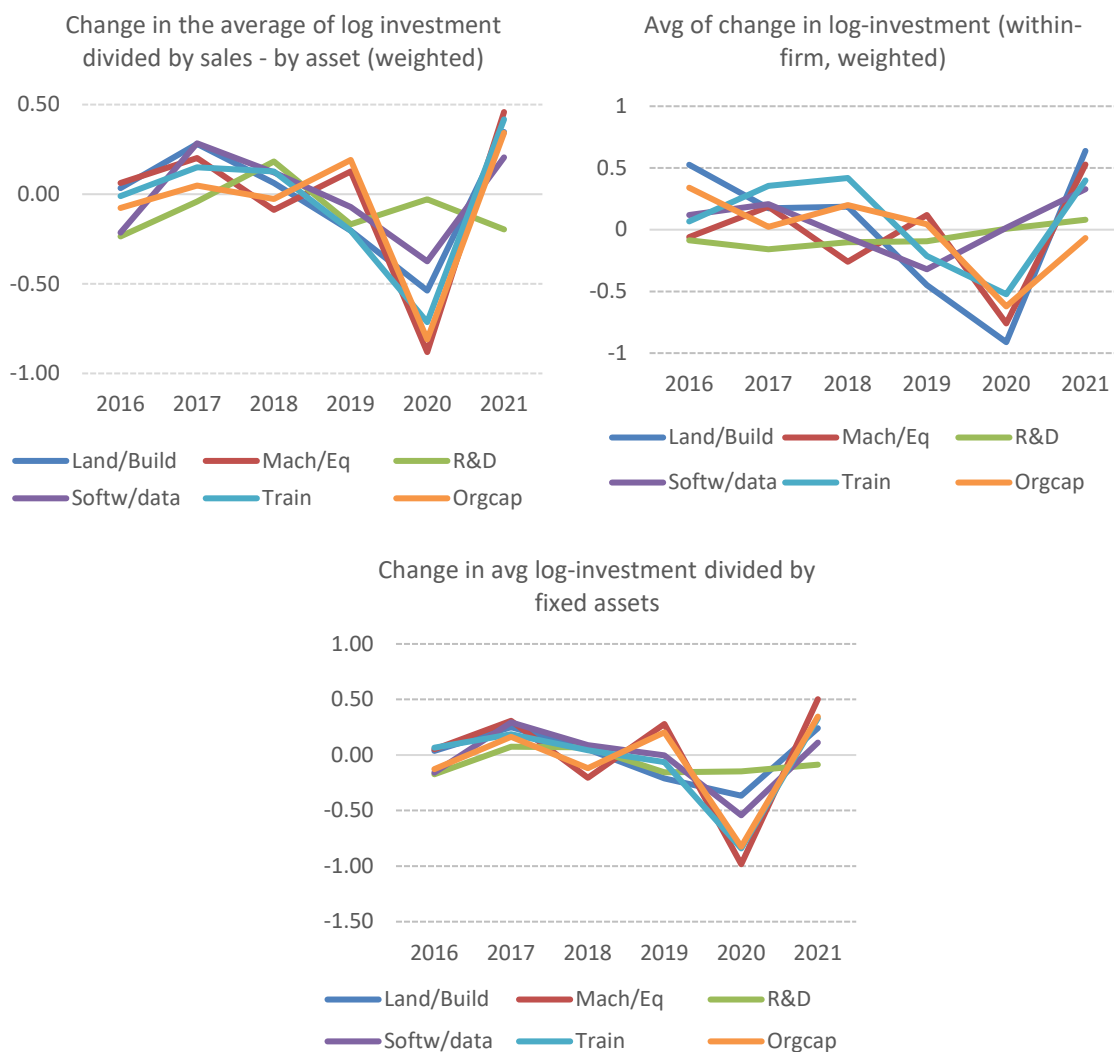 Change in the average of log investment
divided by sales - by asset (weighted)
0.50
0.00
-0.50
-1.00
2016 2017 2018 2019 2020 2021
Land/Build Mach/Eq R&D
Softw/data Train Orgcap
Avg of change in log-investment (within-
firm, weighted)
1
0.5
0
-0.5
-1
2016 2017 2018 2019 2020 2021
Land/Build Mach/Eq R&D
Softw/data Train Orgcap
Change in avg log-investment divided by
fixed assets
1.00
0.50
0.00
-0.50
-1.00
-1.50
2016 2017 2018 2019 2020 2021
Land/Build Mach/Eq R&D
Softw/data Train Orgcap